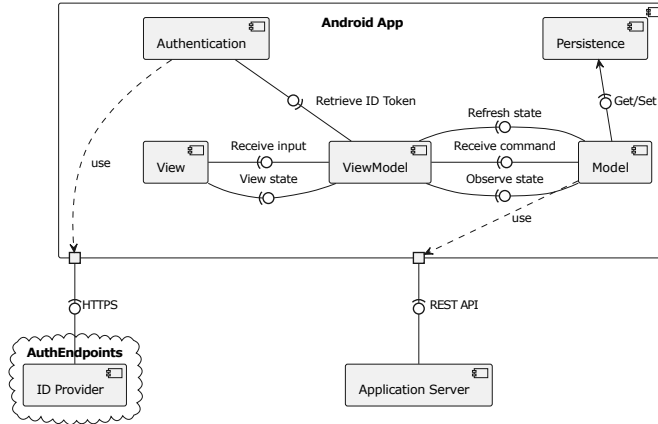 Android App
Authentication
Persistence
Retrieve ID Token
Get/Set
Refresh state
Receive input
Receive command
View
ViewModel
Model
View state
Observe state
use
use
HTTPS
REST API
AuthEndpoints
ID Provider
Application Server